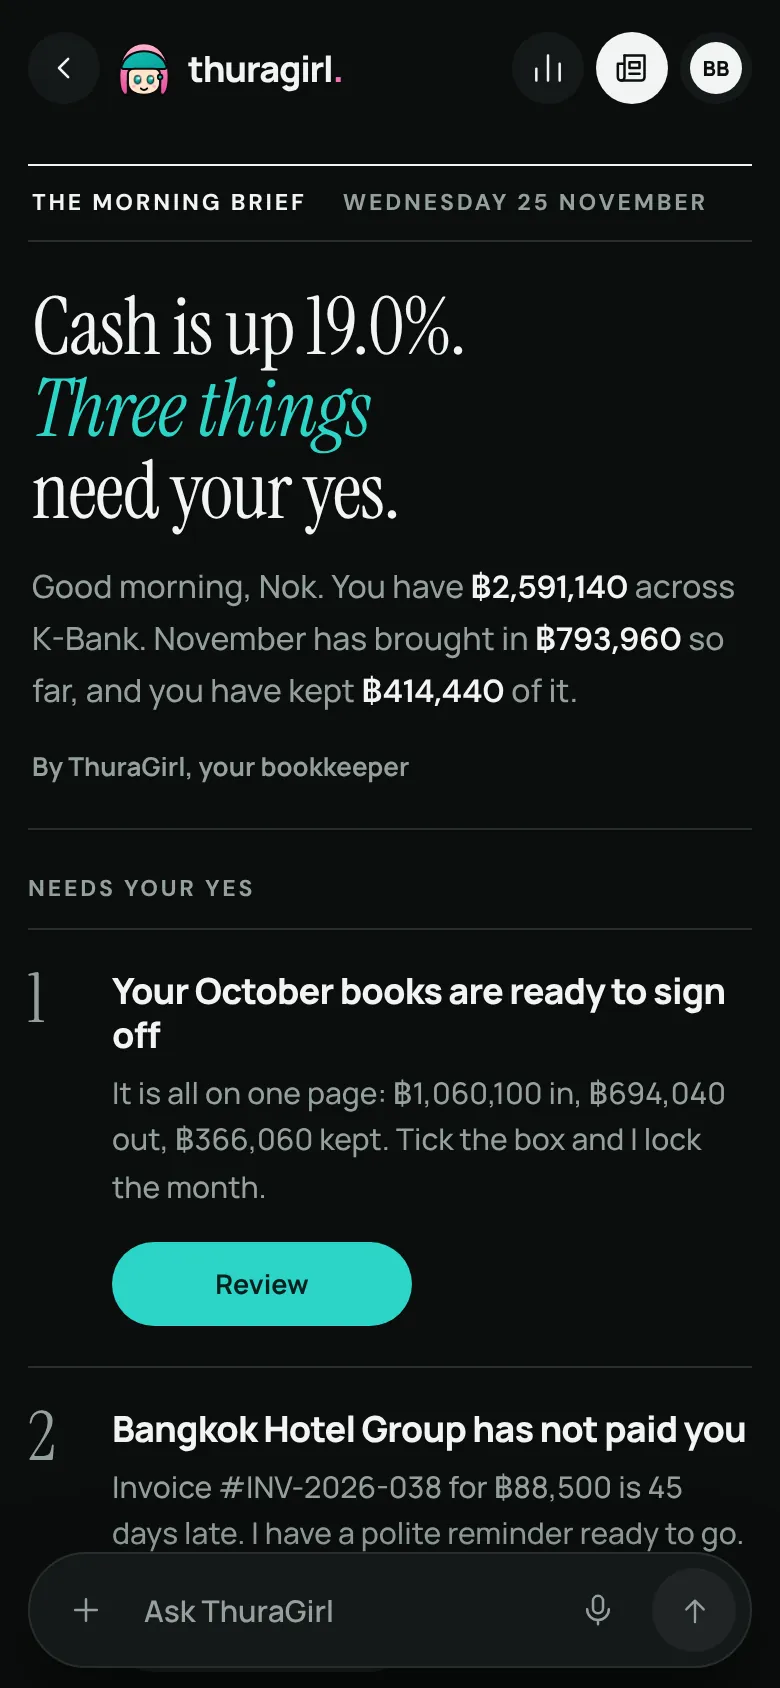 thuragirl.
BB
THE MORNING BRIEF WEDNESDAY 25 NOVEMBER
Cash is up 19.0%.
Three things
need your yes.
Good morning, Nok. You have ฿2,591,140 across
K-Bank. November has brought in ฿793,960 so
far, and you have kept ฿414,440 of it.
By ThuraGirl, your bookkeeper
NEEDS YOUR YES
1
Your October books are ready to sign
off
It is all on one page: ฿1,060,100 in, ฿694,040
out, ฿366,060 kept. Tick the box and I lock
the month.
Review
2
Bangkok Hotel Group has not paid you
Invoice #INV-2026-038 for ฿88,500 is 45
days late. I have a polite reminder ready to go.
Ask ThuraGirl